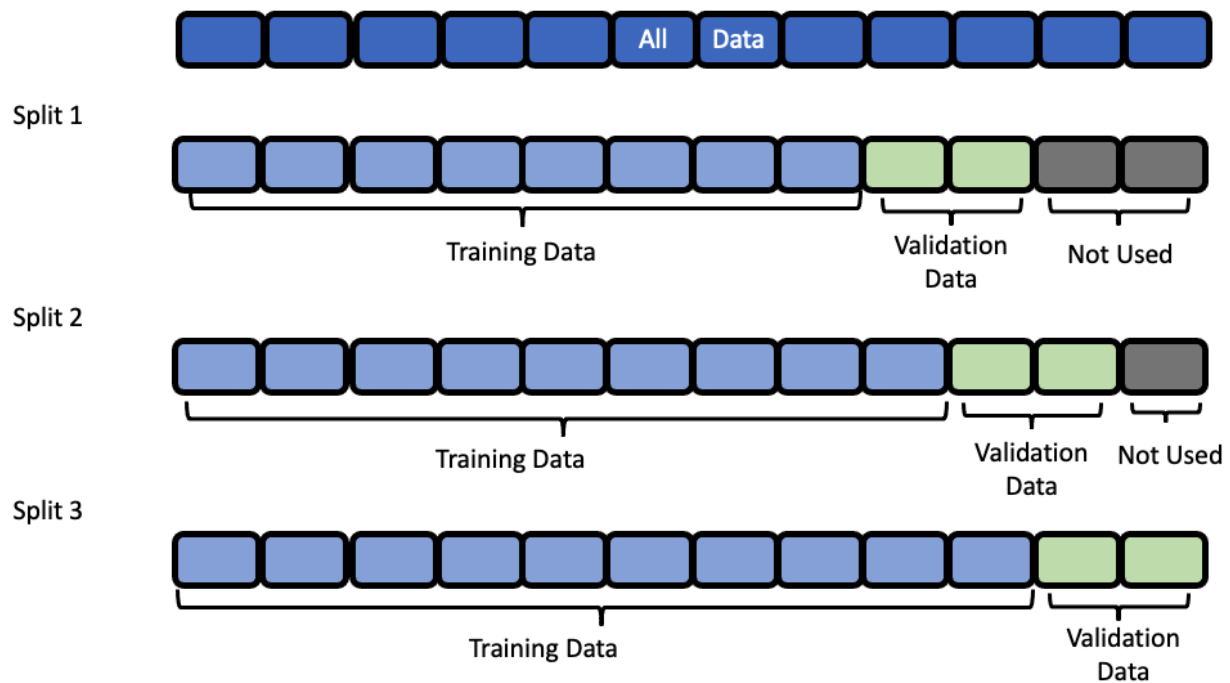 All Data
Split 1
Training Data
Validation
Data
Not Used
Split 2
Training Data
Validation
Data
Not Used
Split 3
Training Data
Validation
Data